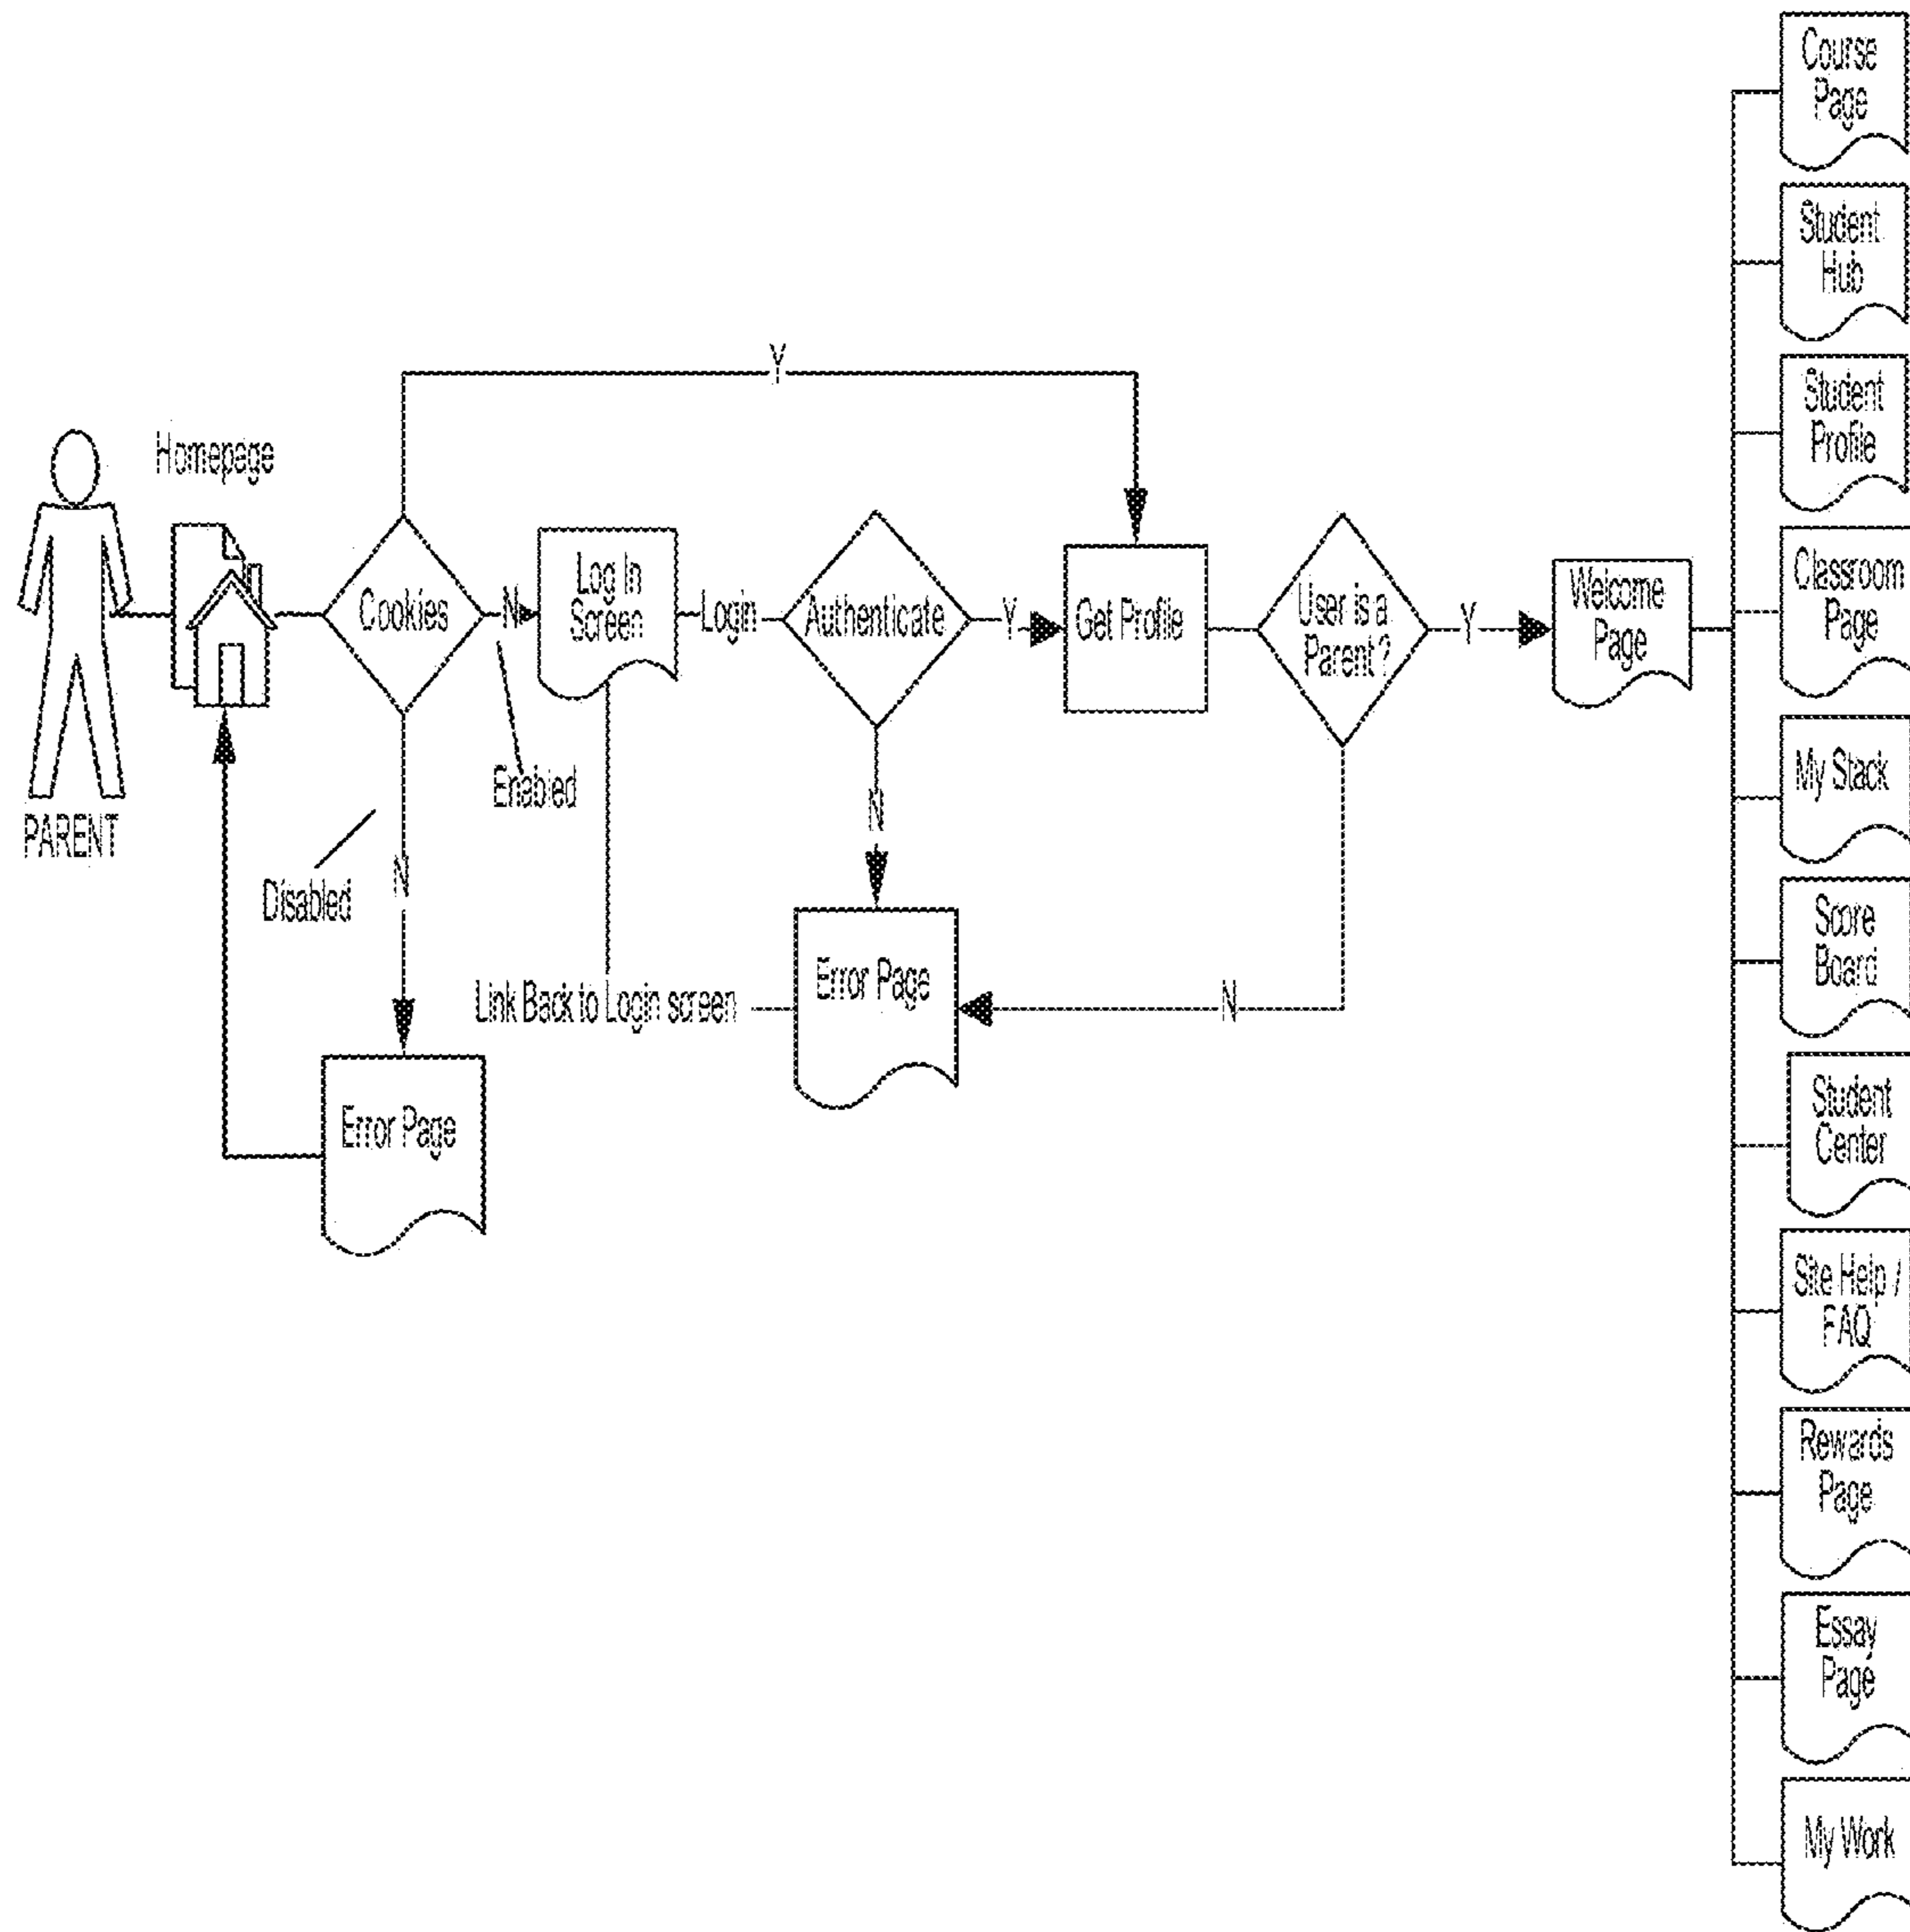 Course
Page
Student
Hub
Student
Profile
Classroom
Page
My Stack
Score
Board
Student
Center
Site Help /
FAQ
Rewards
Page
Essay
Page
My Work
Y
Homepage
PARENT
Cookies
N
Enabled
Log In
Screen
Login
Authenticate
Y
Get Profile
User is a
Parent?
Y
Welcome
Page
Disabled
N
N
Error Page
N
Link Back to Login screen
Error Page